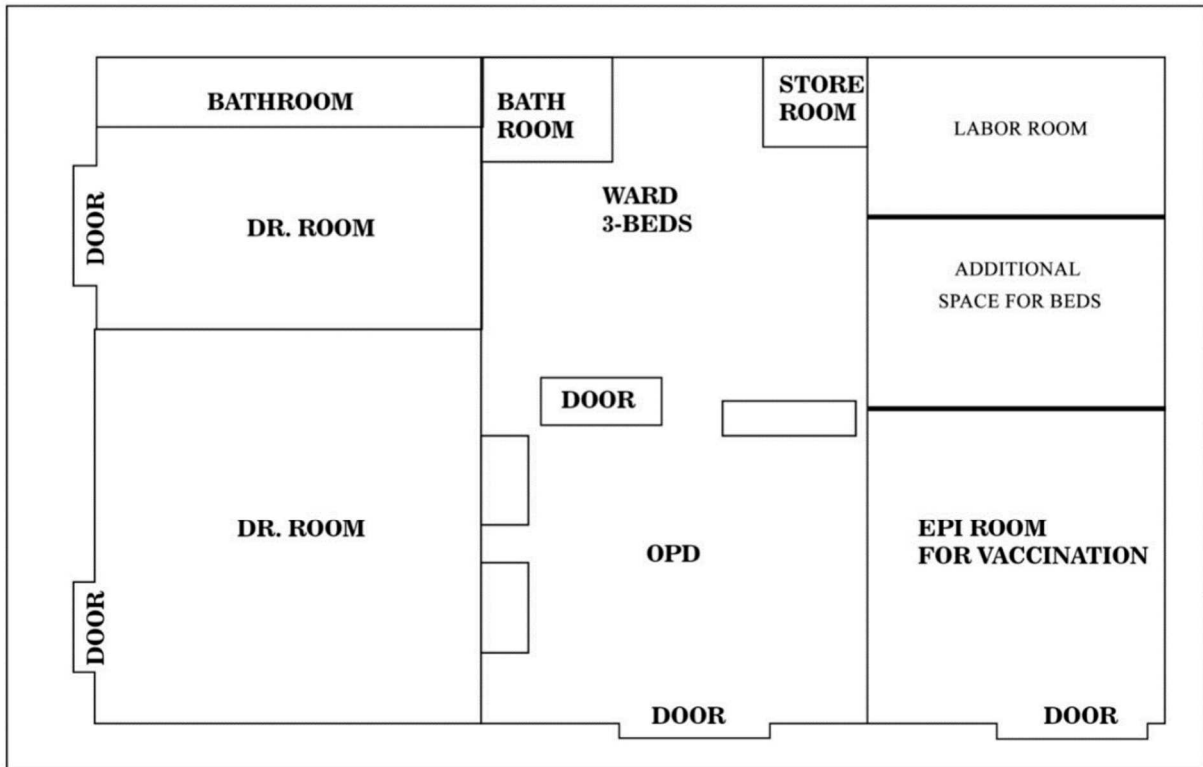 BATHROOM
BATH
ROOM
STORE
ROOM
LABOR ROOM
DOOR
DR. ROOM
WARD
3-BEDS
ADDITIONAL
SPACE FOR BEDS
DOOR
DR. ROOM
OPD
EPI ROOM
FOR VACCINATION
DOOR
DOOR
DOOR